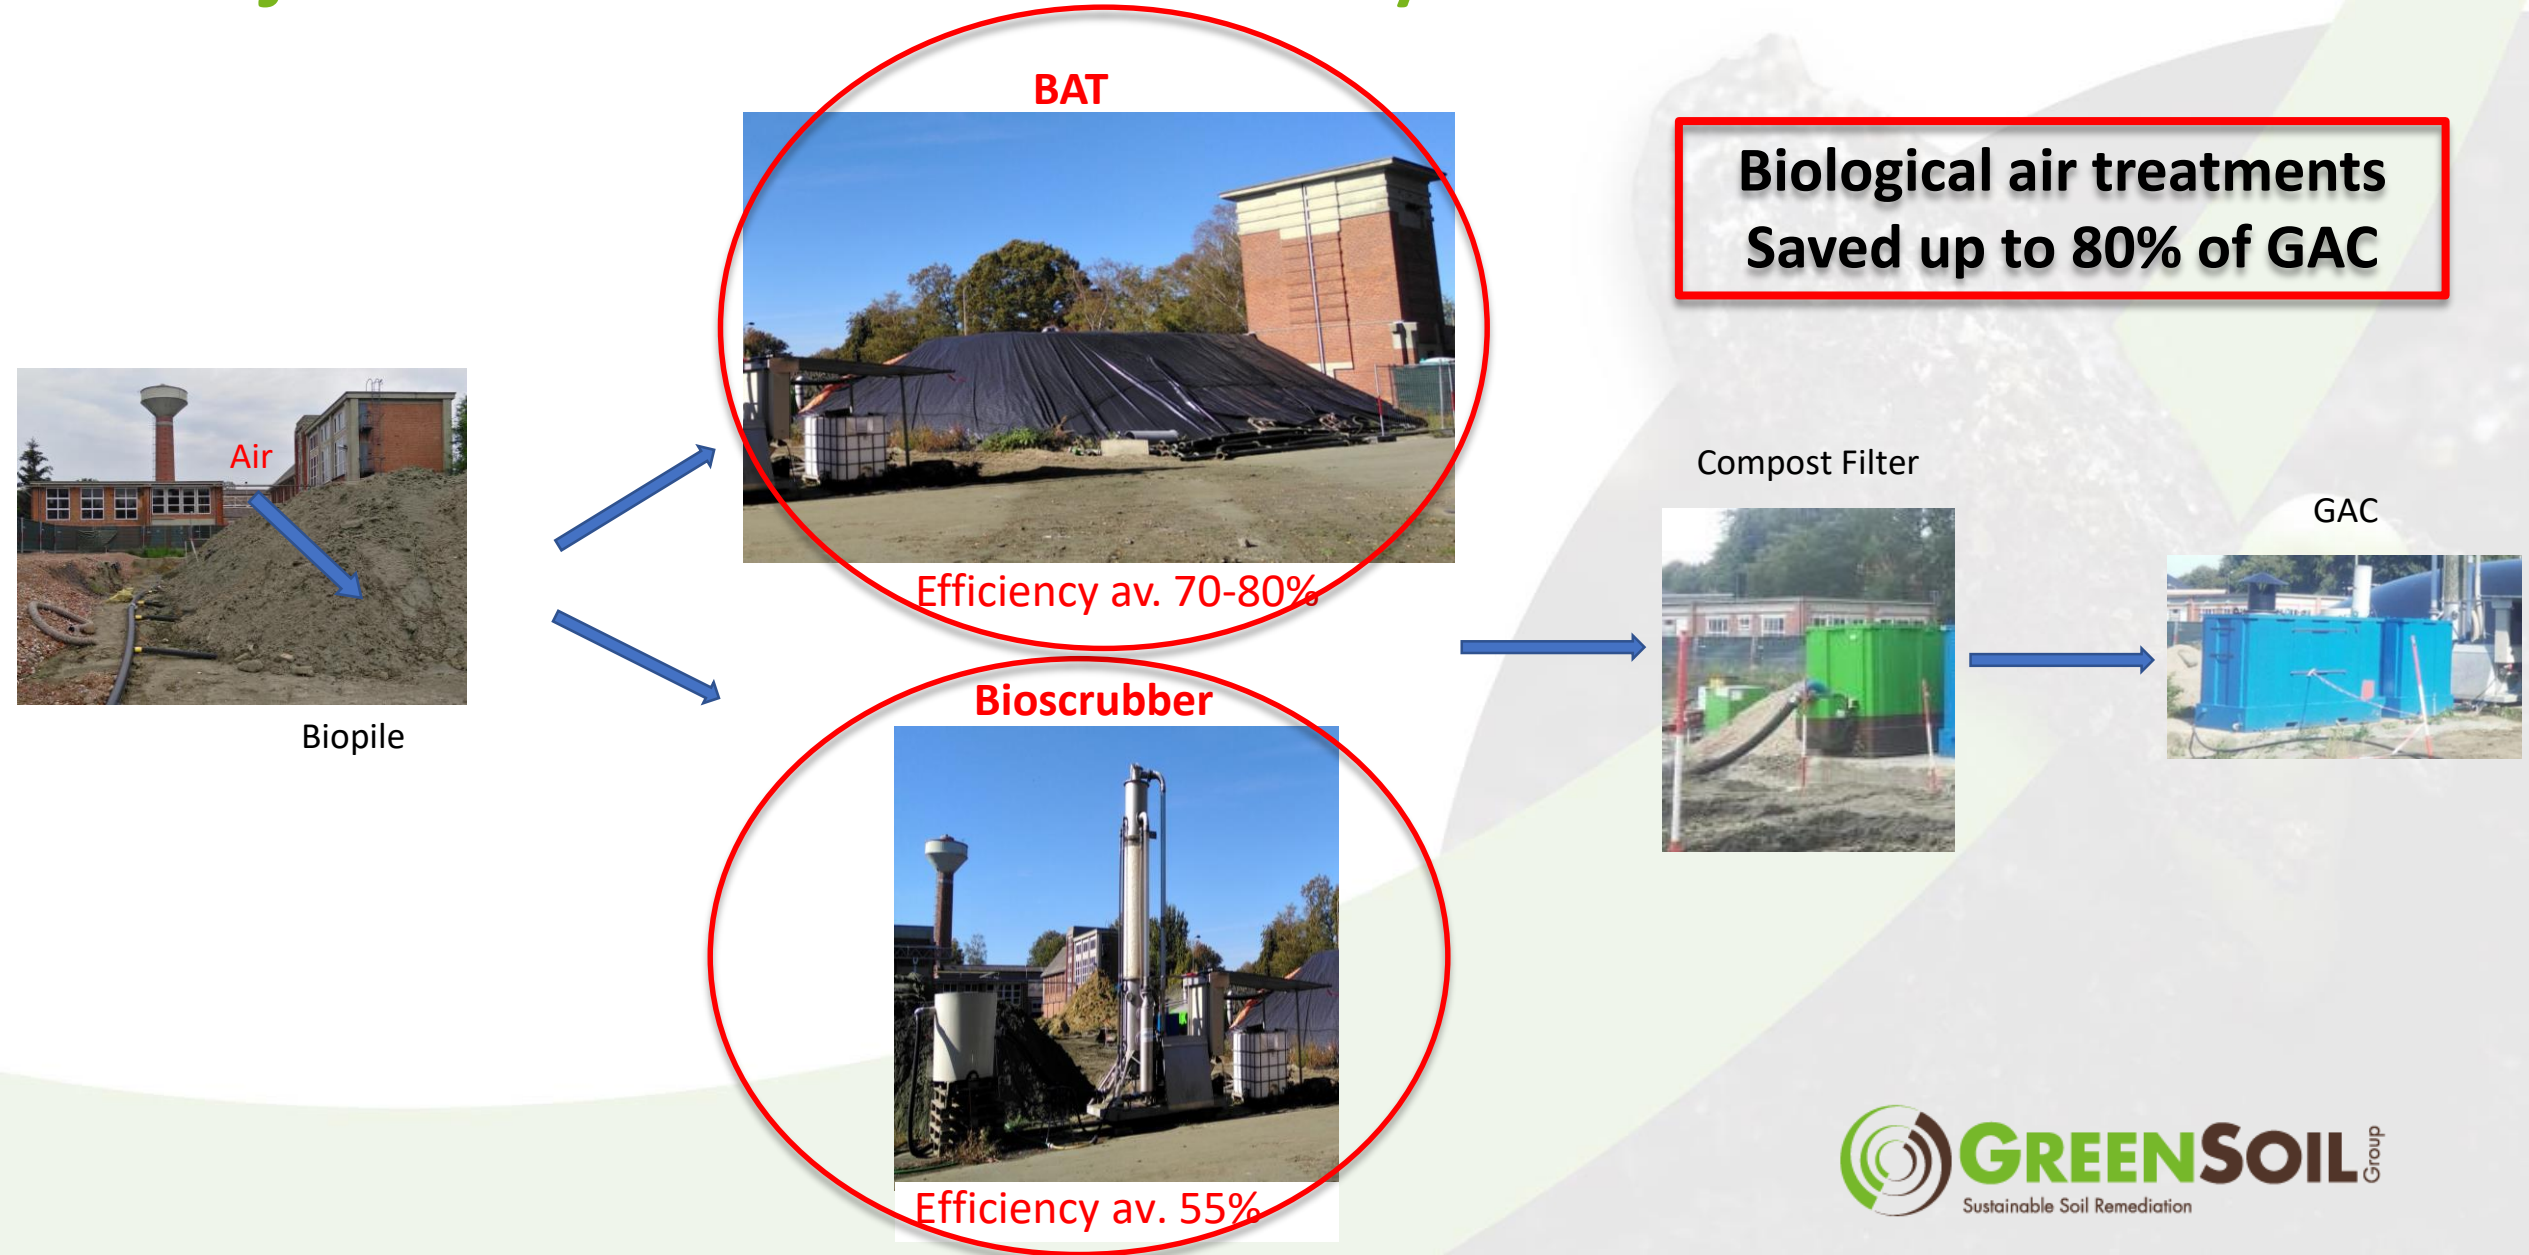 BAT
Biological air treatments
Saved up to 80% of GAC
Air
Compost Filter
GAC
Efficiency av. 70-80%
Bioscrubber
Biopile
Efficiency av. 55%
GREENSOIL Group
Sustainable Soil Remediation